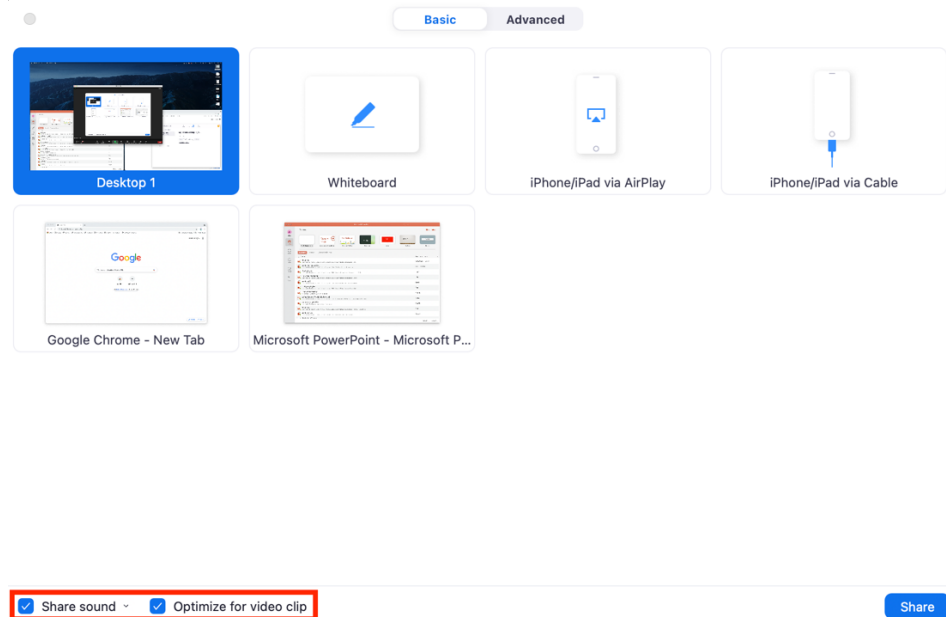 Basic Advanced
Desktop 1
Whiteboard
iPhone/iPad via AirPlay
iPhone/iPad via Cable
Google
Google Chrome - New Tab
Microsoft PowerPoint - Microsoft P...
Share sound
Optimize for video clip
Share